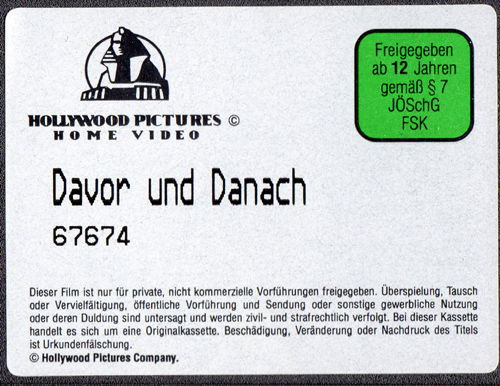 HOLLYWOOD PICTURES ©
HOME VIDEO
Freigegeben
ab 12 Jahren
gemäß § 7
JÖSchG
FSK
Davor und Danach
67674
Dieser Film ist nur für private, nicht kommerzielle Vorführungen freigegeben. Überspielung, Tausch
oder Vervielfältigung, öffentliche Vorführung und Sendung oder sonstige gewerbliche Nutzung
oder deren Duldung sind untersagt und werden zivil- und strafrechtlich verfolgt. Bei dieser Kassette
handelt es sich um eine Originalkassette. Beschädigung, Veränderung oder Nachdruck des Titels
ist Urkundenfälschung.
© Hollywood Pictures Company.